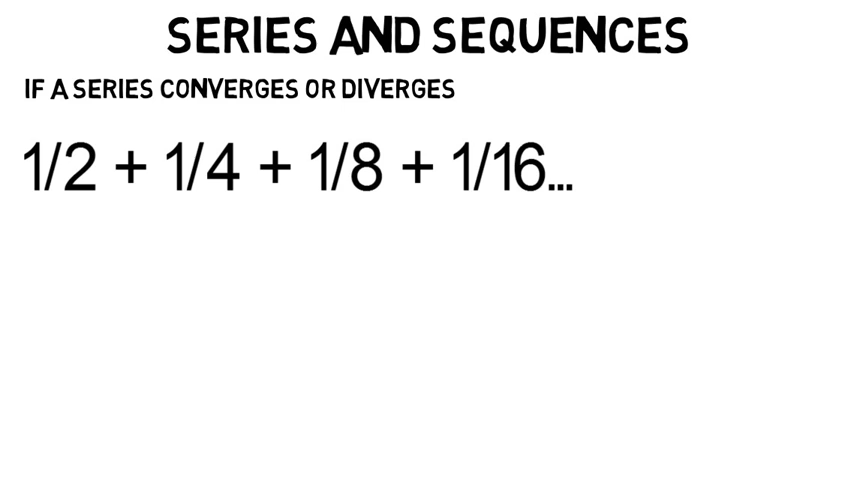 SERIES AND SEQUENCES
IF A SERIES CONVERGES OR DIVERGES
1/2 + 1/4 + 1/8 + 1/16...